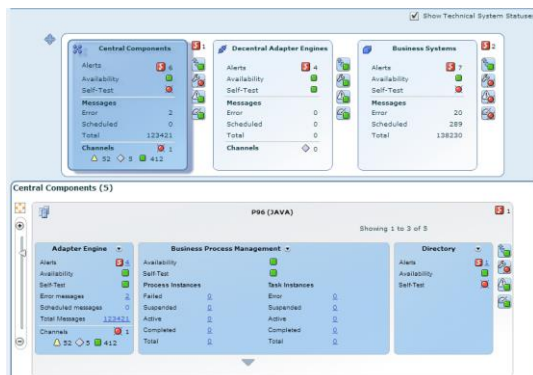 Show Technical System Statuse
Central Components
1
Alerts 6
Availability
Self-Test
Messages
Error 2
Scheduled 0
Total 123421
Channels 1
52 5 412
Decentral Adapter Engines
Alerts 4
Availability
Self-Test
Messages
Error 0
Scheduled 0
Total 0
Channels 0
Business Systems
2
Alerts 7
Availability
Self-Test
Messages
Error 20
Scheduled 289
Total 138230
Central Components (5)
P96 (JAVA)
1
Showing 1 to 3 of 5
Adapter Engine
Alerts 4
Availability
Self-Test
Error messages 2
Scheduled messages 0
Total Messages 123421
Channels 1
52 5 412
Business Process Management
Availability
Self-Test
Process Instances Task Instances
Failed 0 Error 0
Suspended 0 Suspended 0
Active 0 Active 0
Completed 0 Completed 0
Total 0 Total 0
Directory
Alerts 1
Availability
Self-Test